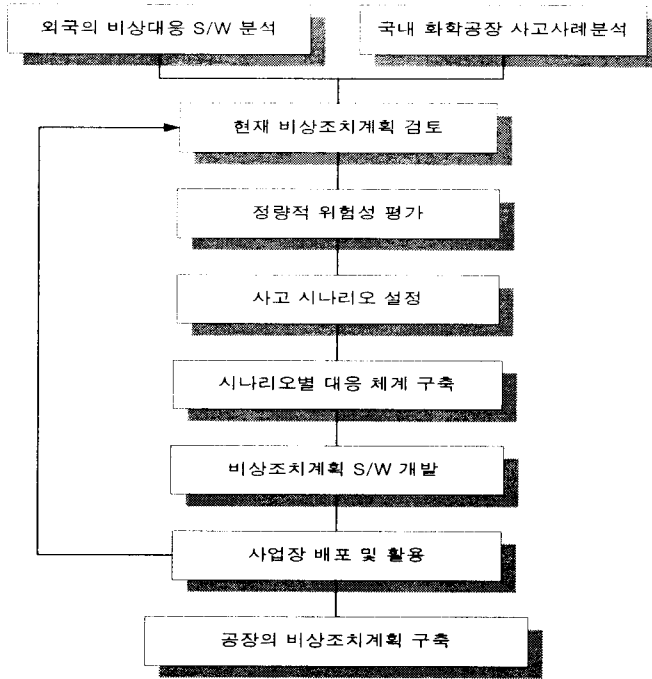 외국의 비상대응 S/W 분석
국내 화학공장 사고사례분석
현재 비상조치계획 검토
정량적 위험성 평가
사고 시나리오 설정
시나리오별 대응 체계 구축
비상조치계획 S/W 개발
사업장 배포 및 활용
공장의 비상조치계획 구축